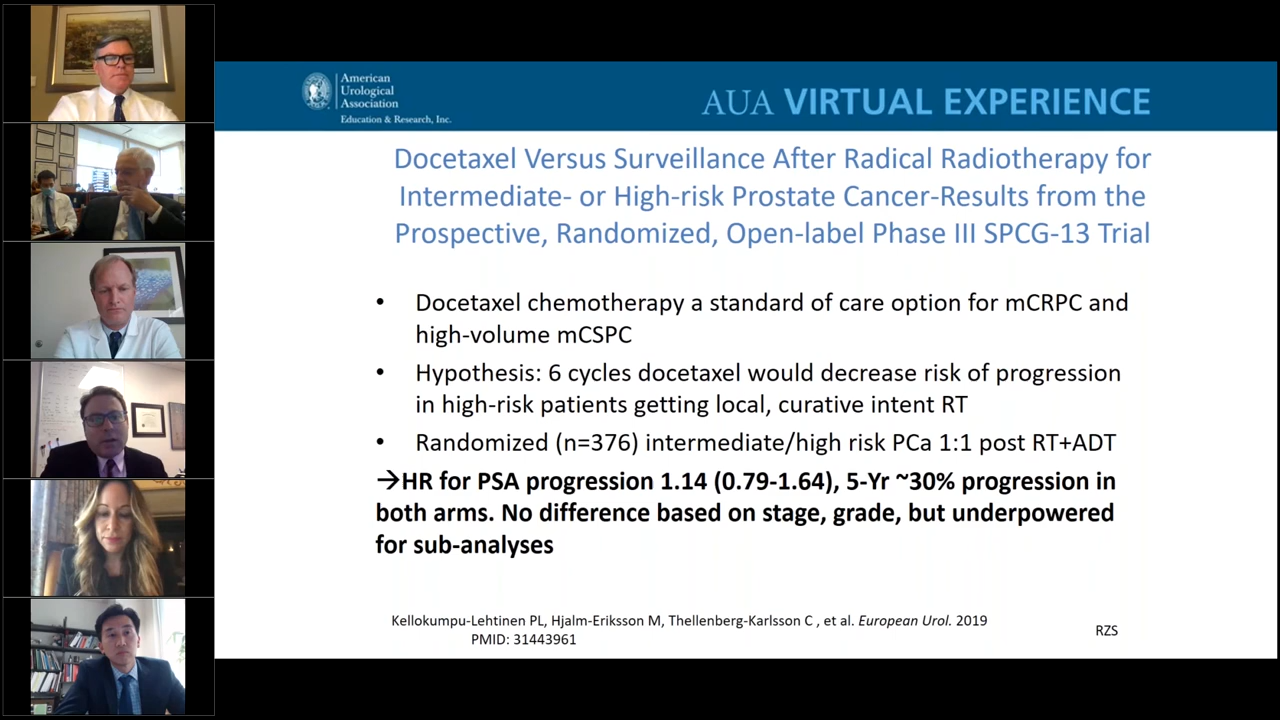 American
Urological
Association
Education & Research, Inc.
AUA VIRTUAL EXPERIENCE
Docetaxel Versus Surveillance After Radical Radiotherapy for
Intermediate- or High-risk Prostate Cancer-Results from the
Prospective, Randomized, Open-label Phase III SPCG-13 Trial
• Docetaxel chemotherapy a standard of care option for mCRPC and
high-volume mCSPC
• Hypothesis: 6 cycles docetaxel would decrease risk of progression
in high-risk patients getting local, curative intent RT
• Randomized (n=376) intermediate/high risk PCa 1:1 post RT+ADT
→HR for PSA progression 1.14 (0.79-1.64), 5-Yr ~30% progression in
both arms. No difference based on stage, grade, but underpowered
for sub-analyses
Kellokumpu-Lehtinen PL, Hjalm-Eriksson M, Thellenberg-Karlsson C , et al. European Urol. 2019
PMID: 31443961
RZS